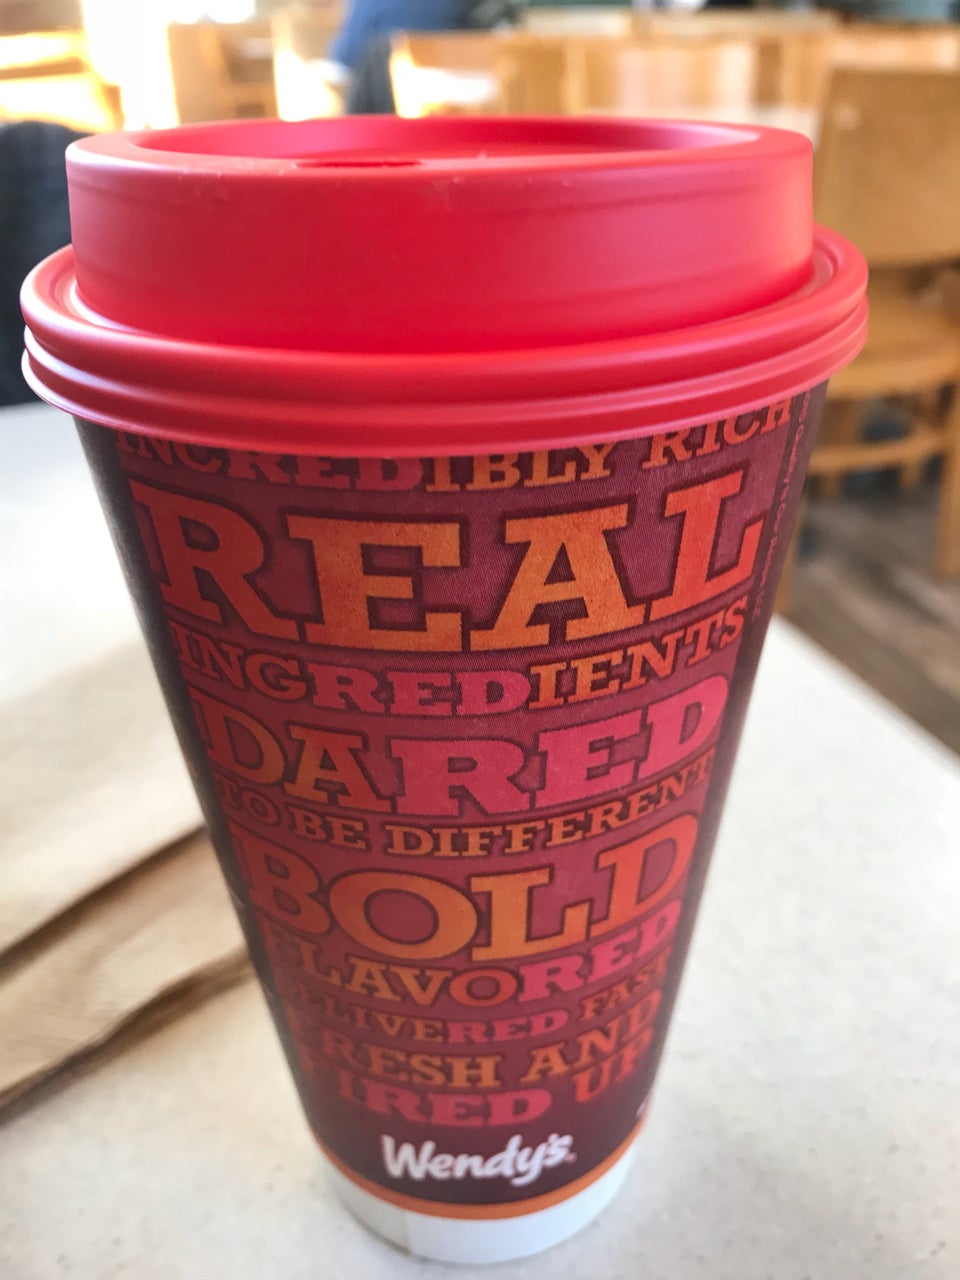 INCREDIBLY RICH
REAL
INGREDIENTS
DARED
TO BE DIFFERENT
BOLD
FLAVORED
DELIVERED FAST
FRESH AND
FIRED UP
Wendy's